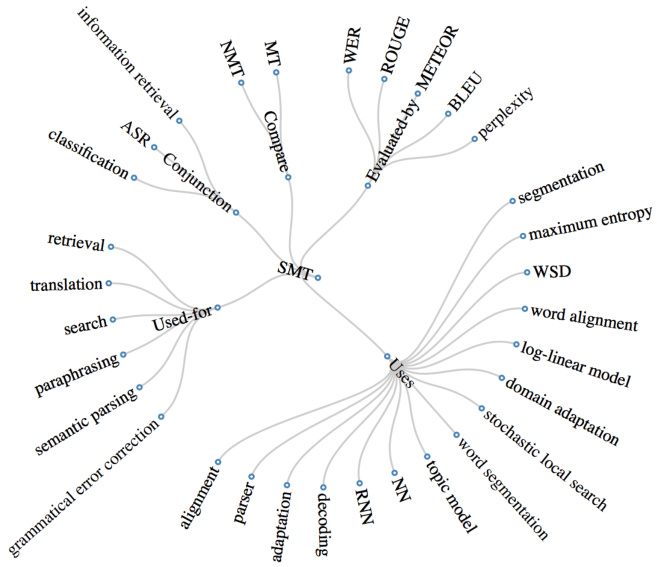 information retrieval
ASR
classification
Conjunction
NMT
MT
Compare
WER
ROUGE
METEOR
BLEU
perplexity
Evaluated-by
SMT
retrieval
translation
search
paraphrasing
semantic parsing
grammatical error correction
Used-for
segmentation
maximum entropy
WSD
word alignment
log-linear model
domain adaptation
stochastic local search
word segmentation
topic model
NN
RNN
decoding
adaptation
parser
alignment
Uses